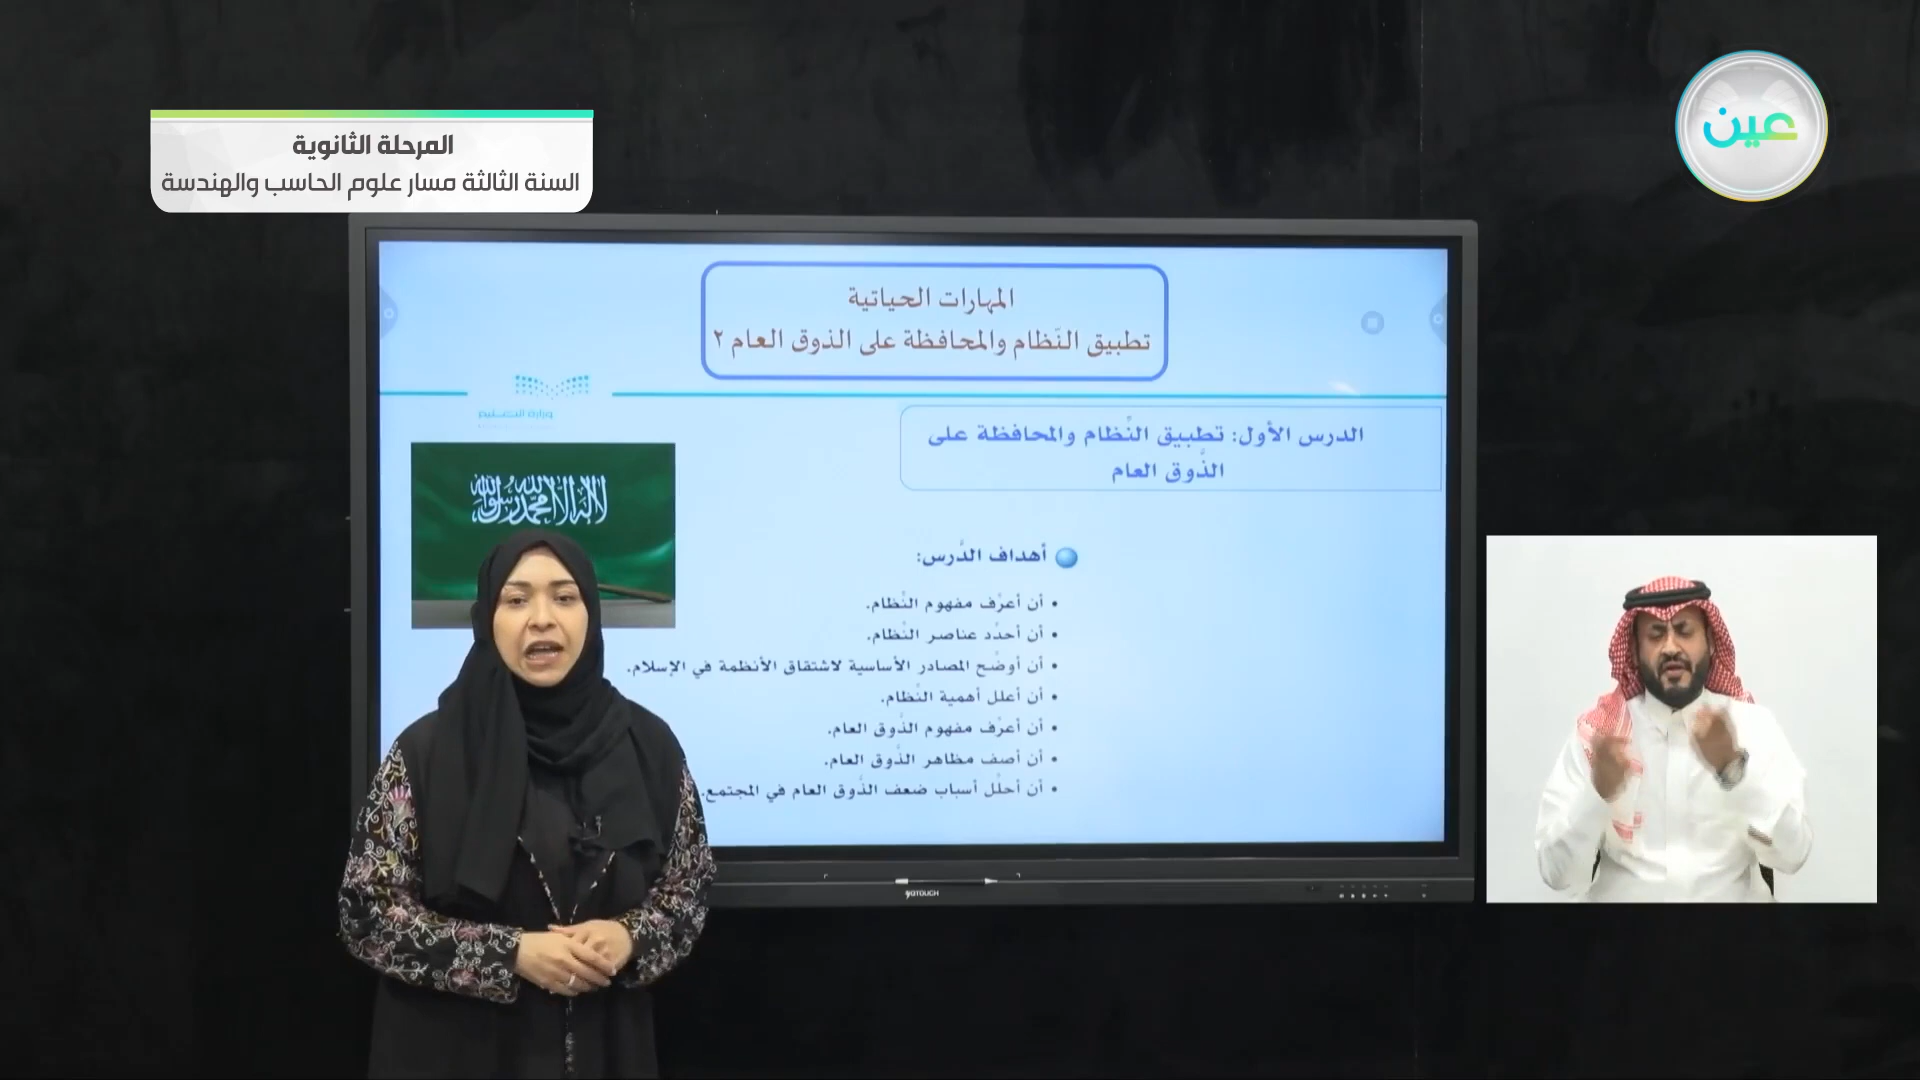 عين
المرحلة الثانوية
السنة الثالثة مسار علوم الحاسب والهندسة
المهارات الحياتية
تطبيق النّظام والمحافظة على الذوق العام ٢
وزارة التعليم
الدرس الأول: تطبيق النِّظام والمحافظة على
الذَّوق العام
لا إله إلا الله محمد رسول الله
أهداف الدَّرس:
• أن أعرّف مفهوم النِّظام.
• أن أحدّد عناصر النِّظام.
• أن أوضّح المصادر الأساسية لاشتقاق الأنظمة في الإسلام.
• أن أعلل أهمية النِّظام.
• أن أعرّف مفهوم الذَّوق العام.
• أن أصف مظاهر الذَّوق العام.
• أن أحلّل أسباب ضعف الذَّوق العام في المجتمع.